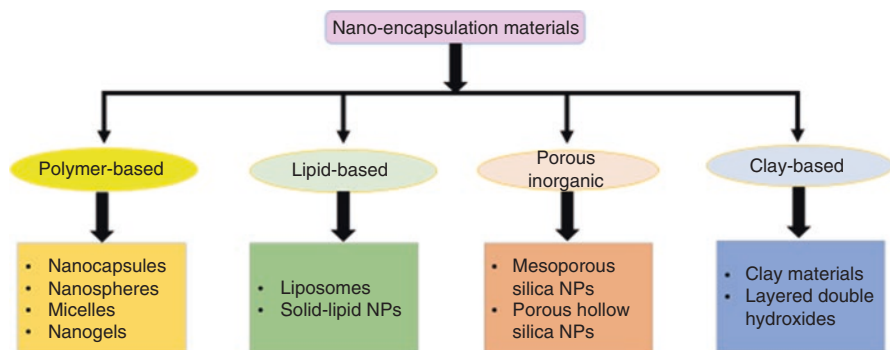 Nano-encapsulation materials
Polymer-based
Lipid-based
Porous
inorganic
Clay-based
• Nanocapsules
• Nanospheres
• Micelles
• Nanogels
• Liposomes
• Solid-lipid NPs
• Mesoporous
silica NPs
• Porous hollow
silica NPs
• Clay materials
• Layered double
hydroxides